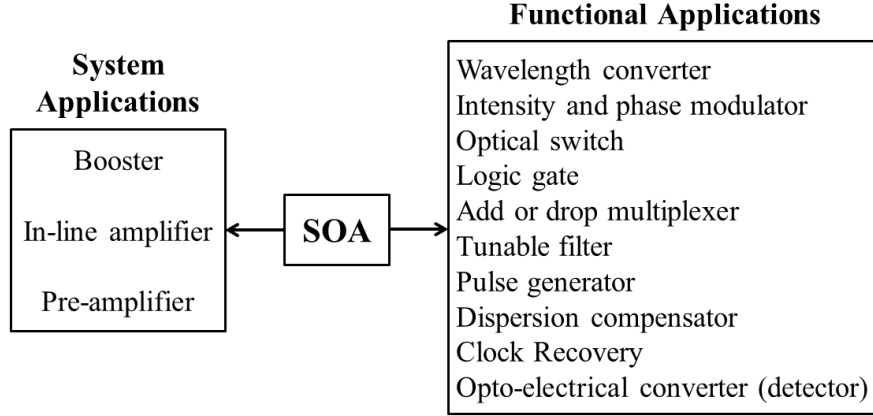 System
Applications
Booster
In-line amplifier
Pre-amplifier
SOA
Functional Applications
Wavelength converter
Intensity and phase modulator
Optical switch
Logic gate
Add or drop multiplexer
Tunable filter
Pulse generator
Dispersion compensator
Clock Recovery
Opto-electrical converter (detector)